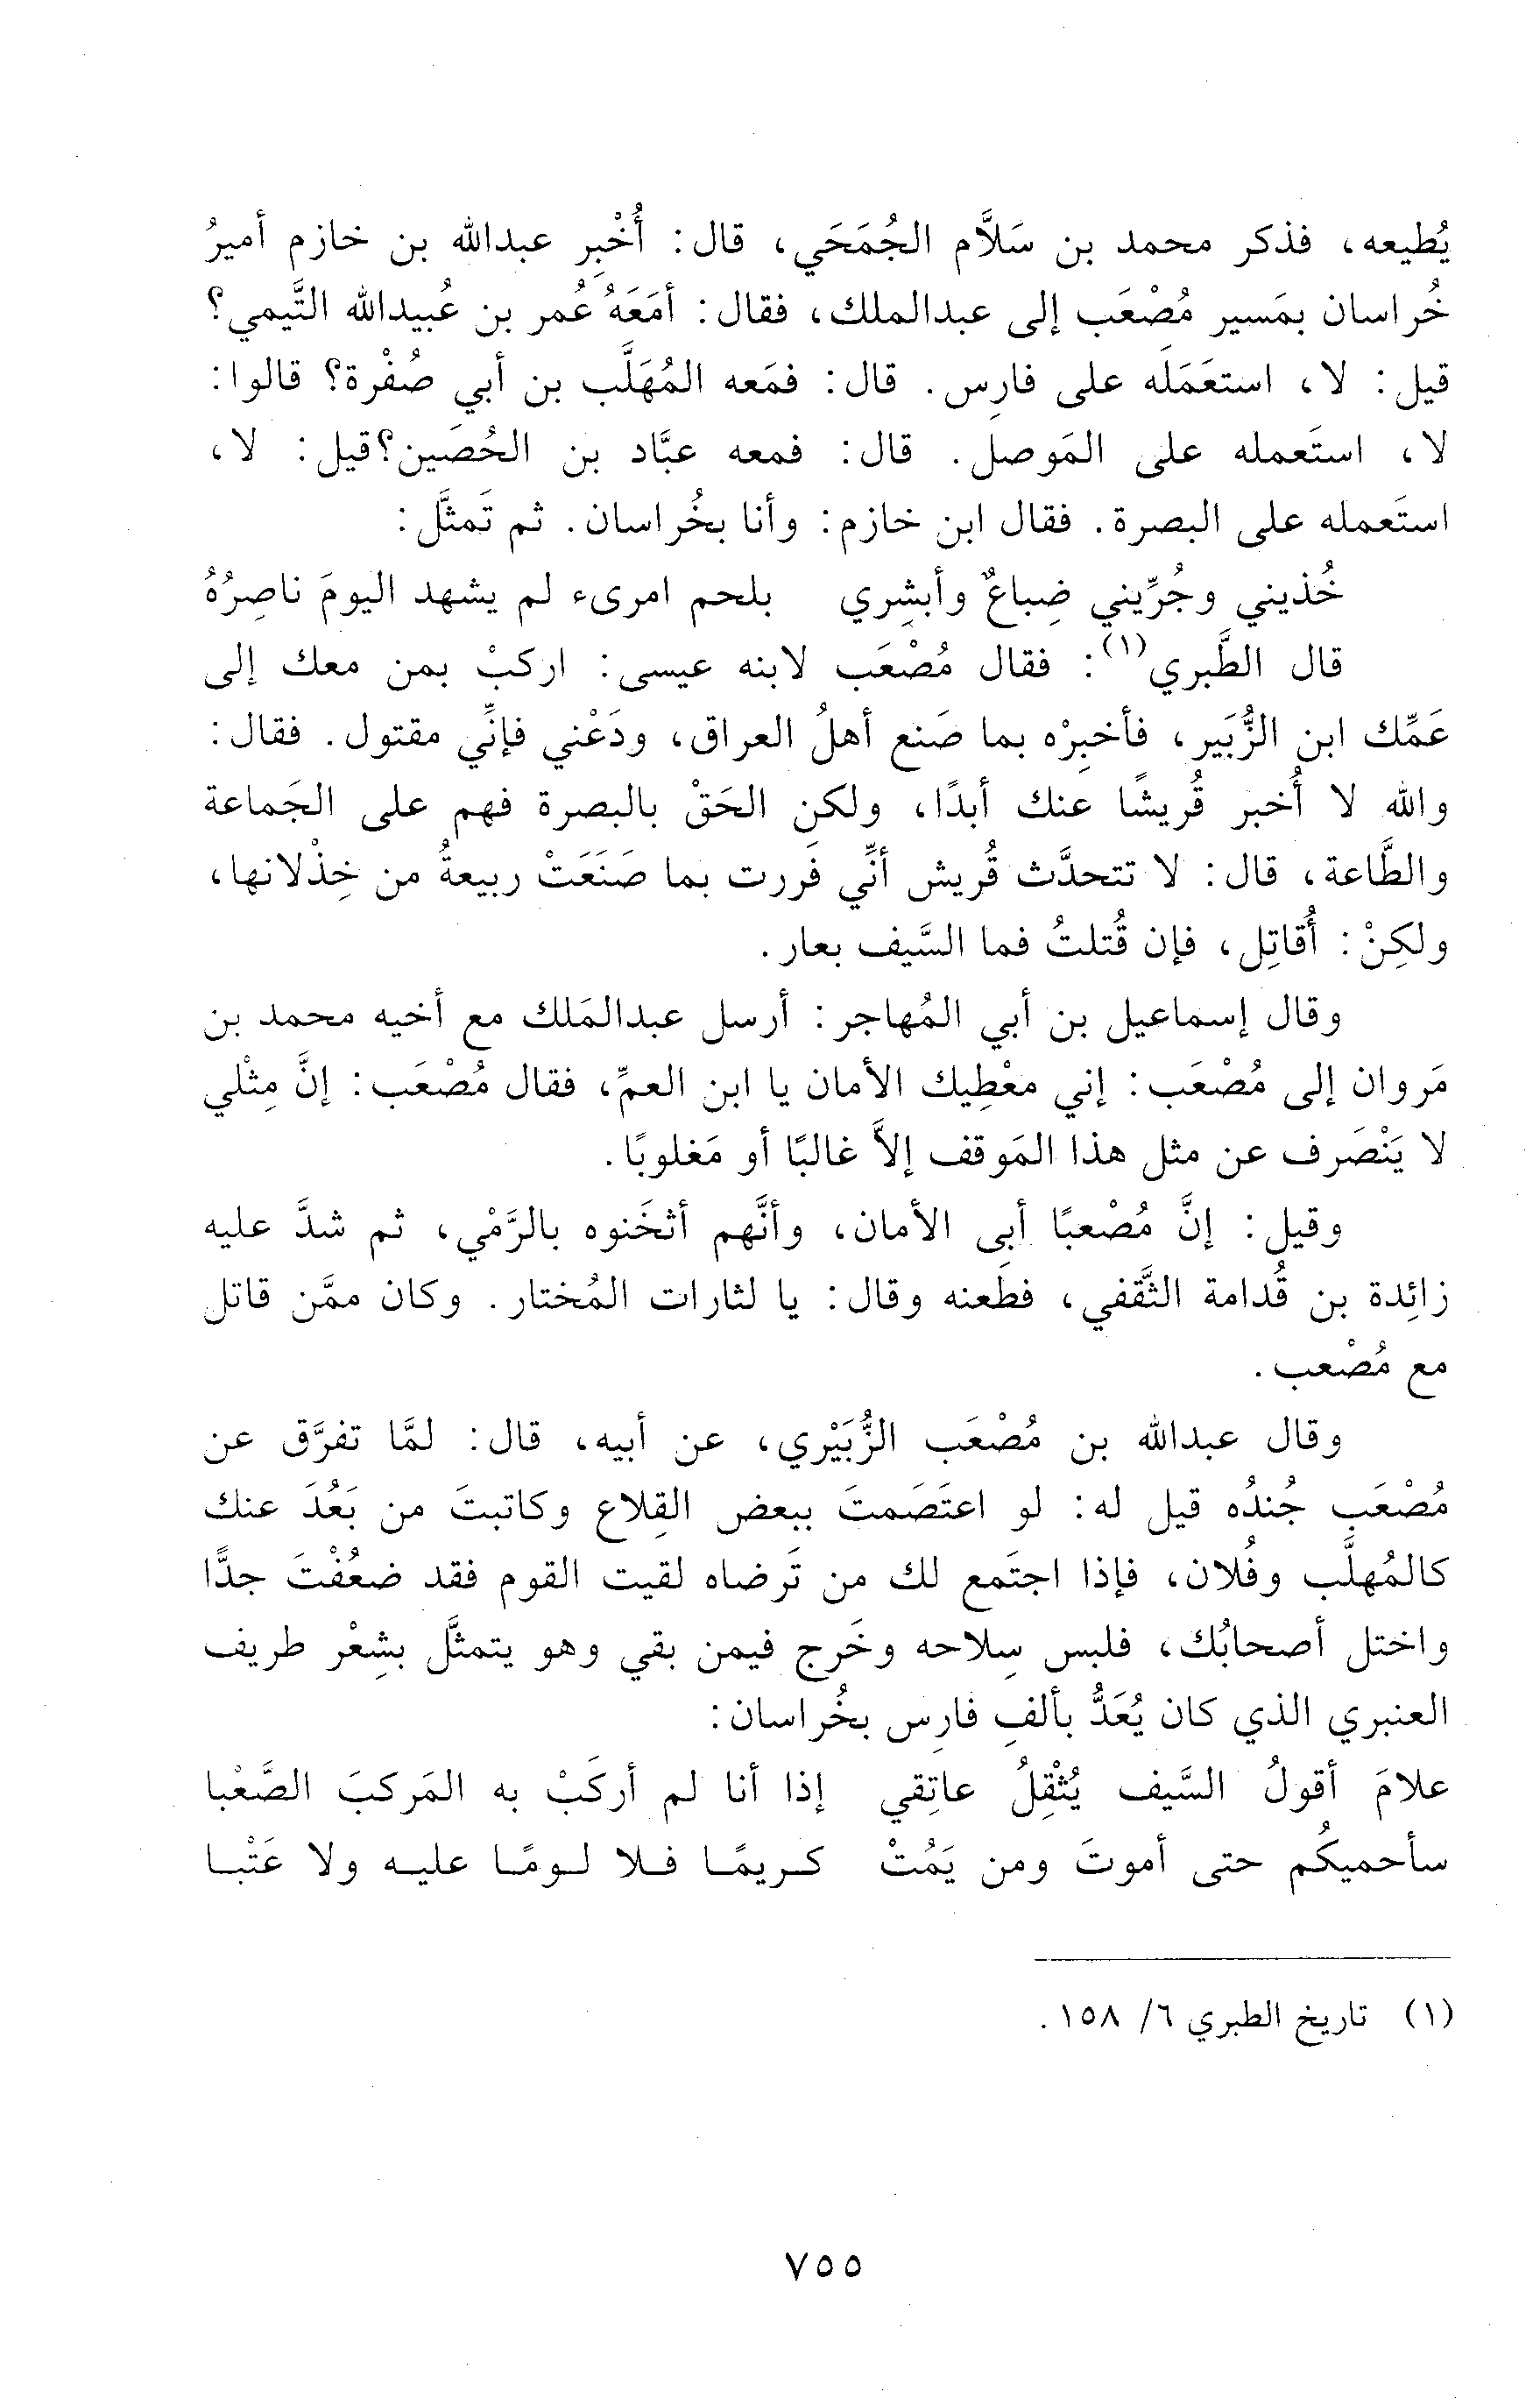 يُطيعه، فذكر محمد بن سَلاَّم الجُمَحَي، قال: أُخْبِر عبدالله بن خازم أميرُ
خُراسان بمَسير مُصْعَب إلى عبدالملك، فقال: أمَعَهُ عُمر بن عُبيدالله التَّيمي؟
قيل: لا، استعَمَلَه على فارِس. قال: فمَعه المُهَلَّب بن أبي صُفْرة؟ قالوا:
لا، استَعمله على المَوصل. قال: فمعه عبَّاد بن الحُصَين؟قيل: لا،
استَعمله على البصرة. فقال ابن خازم: وأنا بخُراسان. ثم تَمثَّل:
خُذيني وجُرِّيني ضِباعٌ وأبشِري بلحم امرىء لم يشهد اليومَ ناصِرُهُ
قال الطَّبري(١): فقال مُصْعَب لابنه عيسى: اركبْ بمن معك إلى
عَمِّك ابن الزُّبَير، فأخبِرْه بما صَنع أهلُ العراق، ودَعْني فإنِّي مقتول. فقال:
والله لا أُخبر قُريشًا عنك أبدًا، ولكن الحَقْ بالبصرة فهم على الجَماعة
والطَّاعة، قال: لا تتحدَّث قُريش أنِّي فَررت بما صَنَعَتْ ربيعةُ من خِذْلانها،
ولكِنْ: أُقاتِل، فإن قُتلتُ فما السَّيف بعار.
وقال إسماعيل بن أبي المُهاجر: أرسل عبدالمَلك مع أخيه محمد بن
مَروان إلى مُصْعَب: إني معْطِيك الأمان يا ابن العمِّ، فقال مُصْعَب: إنَّ مِثْلي
لا يَنْصَرف عن مثل هذا المَوقف إلاَّ غالبًا أو مَغلوبًا.
وقيل: إنَّ مُصْعبًا أبى الأمان، وأنَّهم أثخَنوه بالرَّمْي، ثم شدَّ عليه
زائِدة بن قُدامة الثَّقفي، فطَعنه وقال: يا لثارات المُختار. وكان ممَّن قاتل
مع مُصْعب.
وقال عبدالله بن مُصْعَب الزُّبَيْري، عن أبيه، قال: لمَّا تفرَّق عن
مُصْعَب جُندُه قيل له: لو اعتَصَمتَ ببعض القِلاع وكاتبتَ من بَعُدَ عنك
كالمُهلَّب وفُلان، فإذا اجتَمع لك من تَرضاه لقيت القوم فقد ضعُفْتَ جدًّا
واختل أصحابُك، فلبس سِلاحه وخَرج فيمن بقي وهو يتمثَّل بشِعْر طريف
العنبري الذي كان يُعَدُّ بألفِ فارِس بخُراسان:
علامَ أقولُ السَّيف يُثْقِلُ عاتِقي إذا أنا لم أركَبْ به المَركبَ الصَّعْبا
سأحميكُم حتى أموتَ ومن يَمُتْ كريمًا فلا لومًا عليه ولا عَتْبا
(١) تاريخ الطبري ٦/ ١٥٨.
٧٥٥